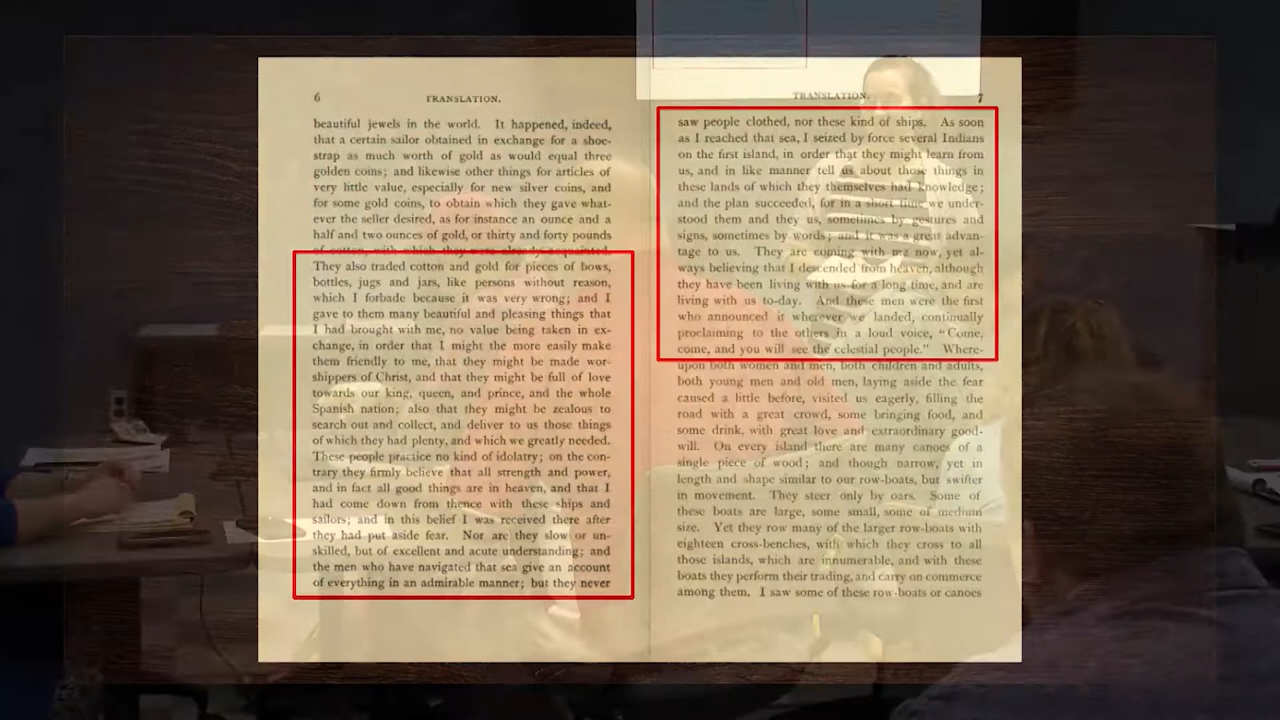 6
TRANSLATION.
beautiful jewels in the world. It happened, indeed,
that a certain sailor obtained in exchange for a shoe-
strap as much worth of gold as would equal three
golden coins; and likewise other things for articles of
very little value, especially for new silver coins, and
for some gold coins, to obtain which they gave what-
ever the seller desired, as for instance an ounce and a
half and two ounces of gold, or thirty and forty pounds
of cotton, with which they were already acquainted.
They also traded cotton and gold for pieces of bows,
bottles, jugs and jars, like persons without reason,
which I forbade because it was very wrong; and I
gave to them many beautiful and pleasing things that
I had brought with me, no value being taken in ex-
change, in order that I might the more easily make
them friendly to me, that they might be made wor-
shippers of Christ, and that they might be full of love
towards our king, queen, and prince, and the whole
Spanish nation; also that they might be zealous to
search out and collect, and deliver to us those things
of which they had plenty, and which we greatly needed.
These people practice no kind of idolatry; on the con-
trary they firmly believe that all strength and power,
and in fact all good things are in heaven, and that I
had come down from thence with these ships and
sailors; and in this belief I was received there after
they had put aside fear. Nor are they slow or un-
skilled, but of excellent and acute understanding; and
the men who have navigated that sea give an account
of everything in an admirable manner; but they never
TRANSLATION.
7
saw people clothed, nor these kind of ships. As soon
as I reached that sea, I seized by force several Indians
on the first island, in order that they might learn from
us, and in like manner tell us about those things in
these lands of which they themselves had knowledge;
and the plan succeeded, for in a short time we under-
stood them and they us, sometimes by gestures and
signs, sometimes by words; and it was a great advan-
tage to us. They are coming with me now, yet al-
ways believing that I descended from heaven, although
they have been living with us for a long time, and are
living with us to-day. And these men were the first
who announced it wherever we landed, continually
proclaiming to the others in a loud voice, "Come,
come, and you will see the celestial people." Where-
upon both women and men, both children and adults,
both young men and old men, laying aside the fear
caused a little before, visited us eagerly, filling the
road with a great crowd, some bringing food, and
some drink, with great love and extraordinary good-
will. On every island there are many canoes of a
single piece of wood; and though narrow, yet in
length and shape similar to our row-boats, but swifter
in movement. They steer only by oars. Some of
these boats are large, some small, some of medium
size. Yet they row many of the larger row-boats with
eighteen cross-benches, with which they cross to all
those islands, which are innumerable, and with these
boats they perform their trading, and carry on commerce
among them. I saw some of these row-boats or canoes